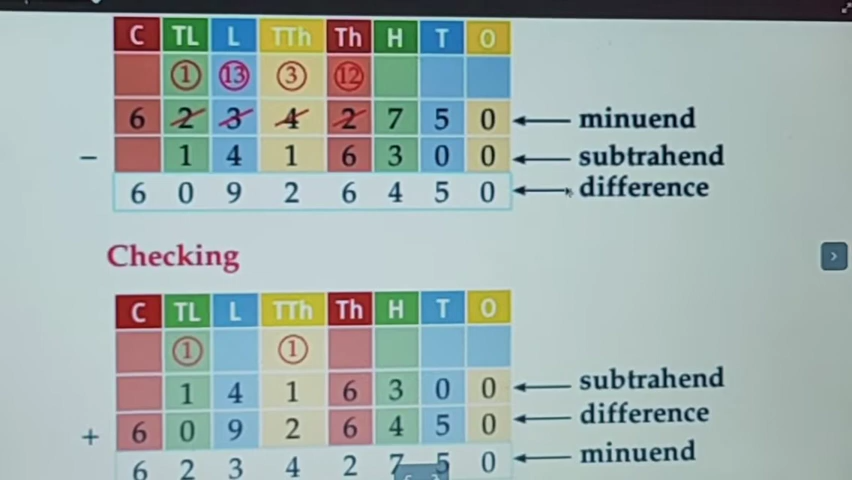 C TL L TTh Th H T O
1 13 3 12
6 2 3 4 2 7 5 0 minuend
− 1 4 1 6 3 0 0 subtrahend
6 0 9 2 6 4 5 0 difference
Checking
C TL L TTh Th H T O
1 1
1 4 1 6 3 0 0 subtrahend
+ 6 0 9 2 6 4 5 0 difference
6 2 3 4 2 7 5 0 minuend